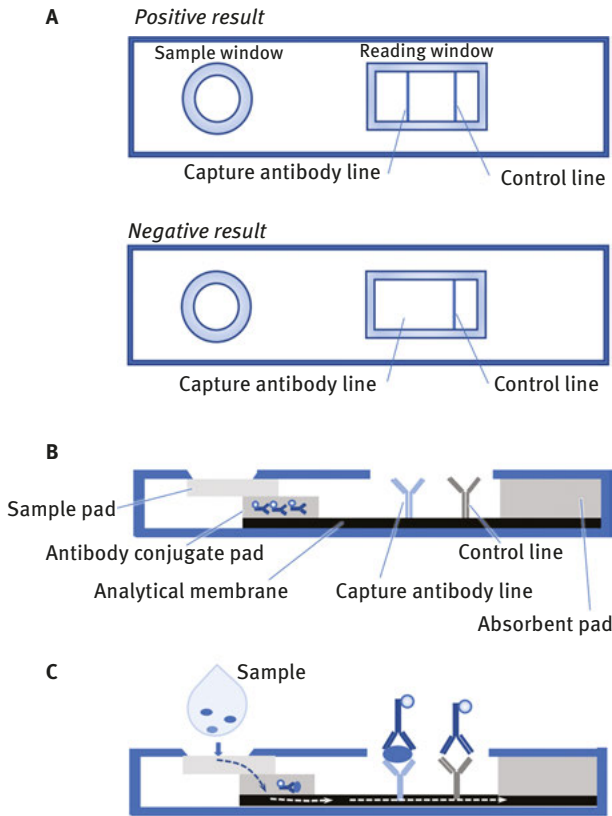 A
Positive result
Sample window
Reading window
Capture antibody line
Control line
Negative result
Capture antibody line
Control line
B
Sample pad
Antibody conjugate pad
Control line
Analytical membrane
Capture antibody line
Absorbent pad
C
Sample